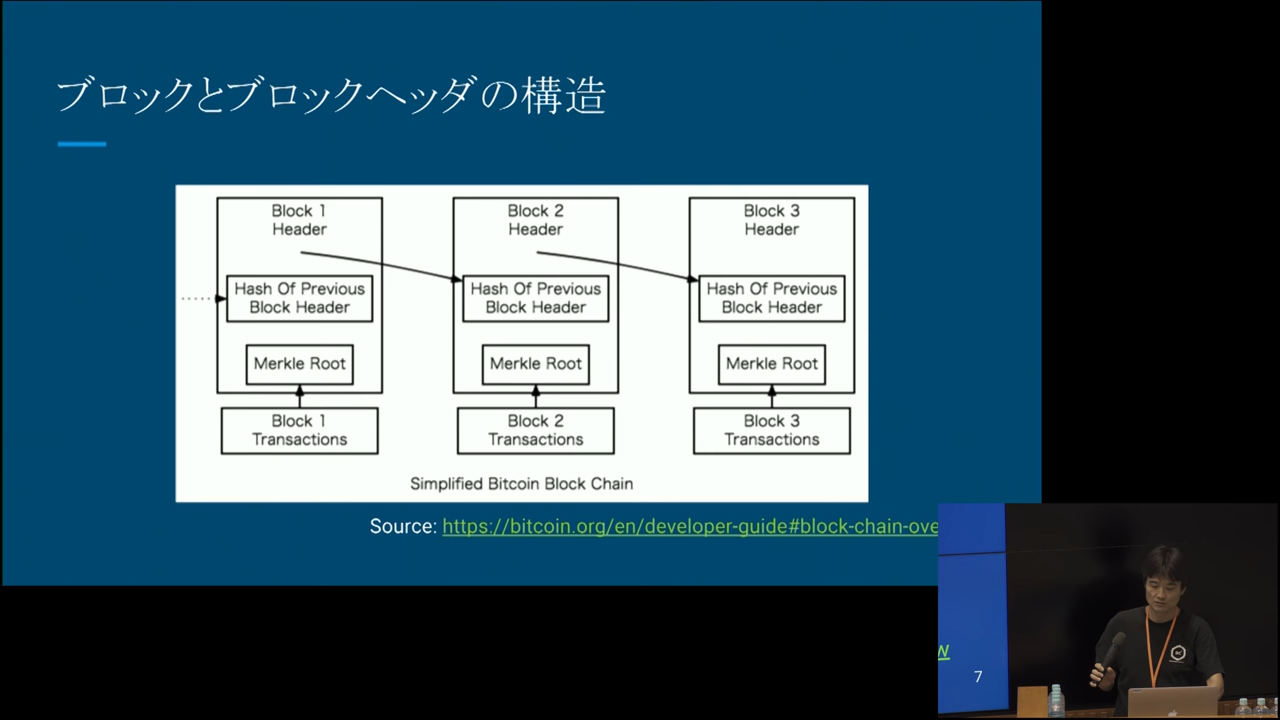 ブロックとブロックヘッダの構造
Block 1
Header
Hash Of Previous
Block Header
Merkle Root
Block 1
Transactions
Block 2
Header
Hash Of Previous
Block Header
Merkle Root
Block 2
Transactions
Block 3
Header
Hash Of Previous
Block Header
Merkle Root
Block 3
Transactions
Simplified Bitcoin Block Chain
Source: https://bitcoin.org/en/developer-guide#block-chain-ove
w
7